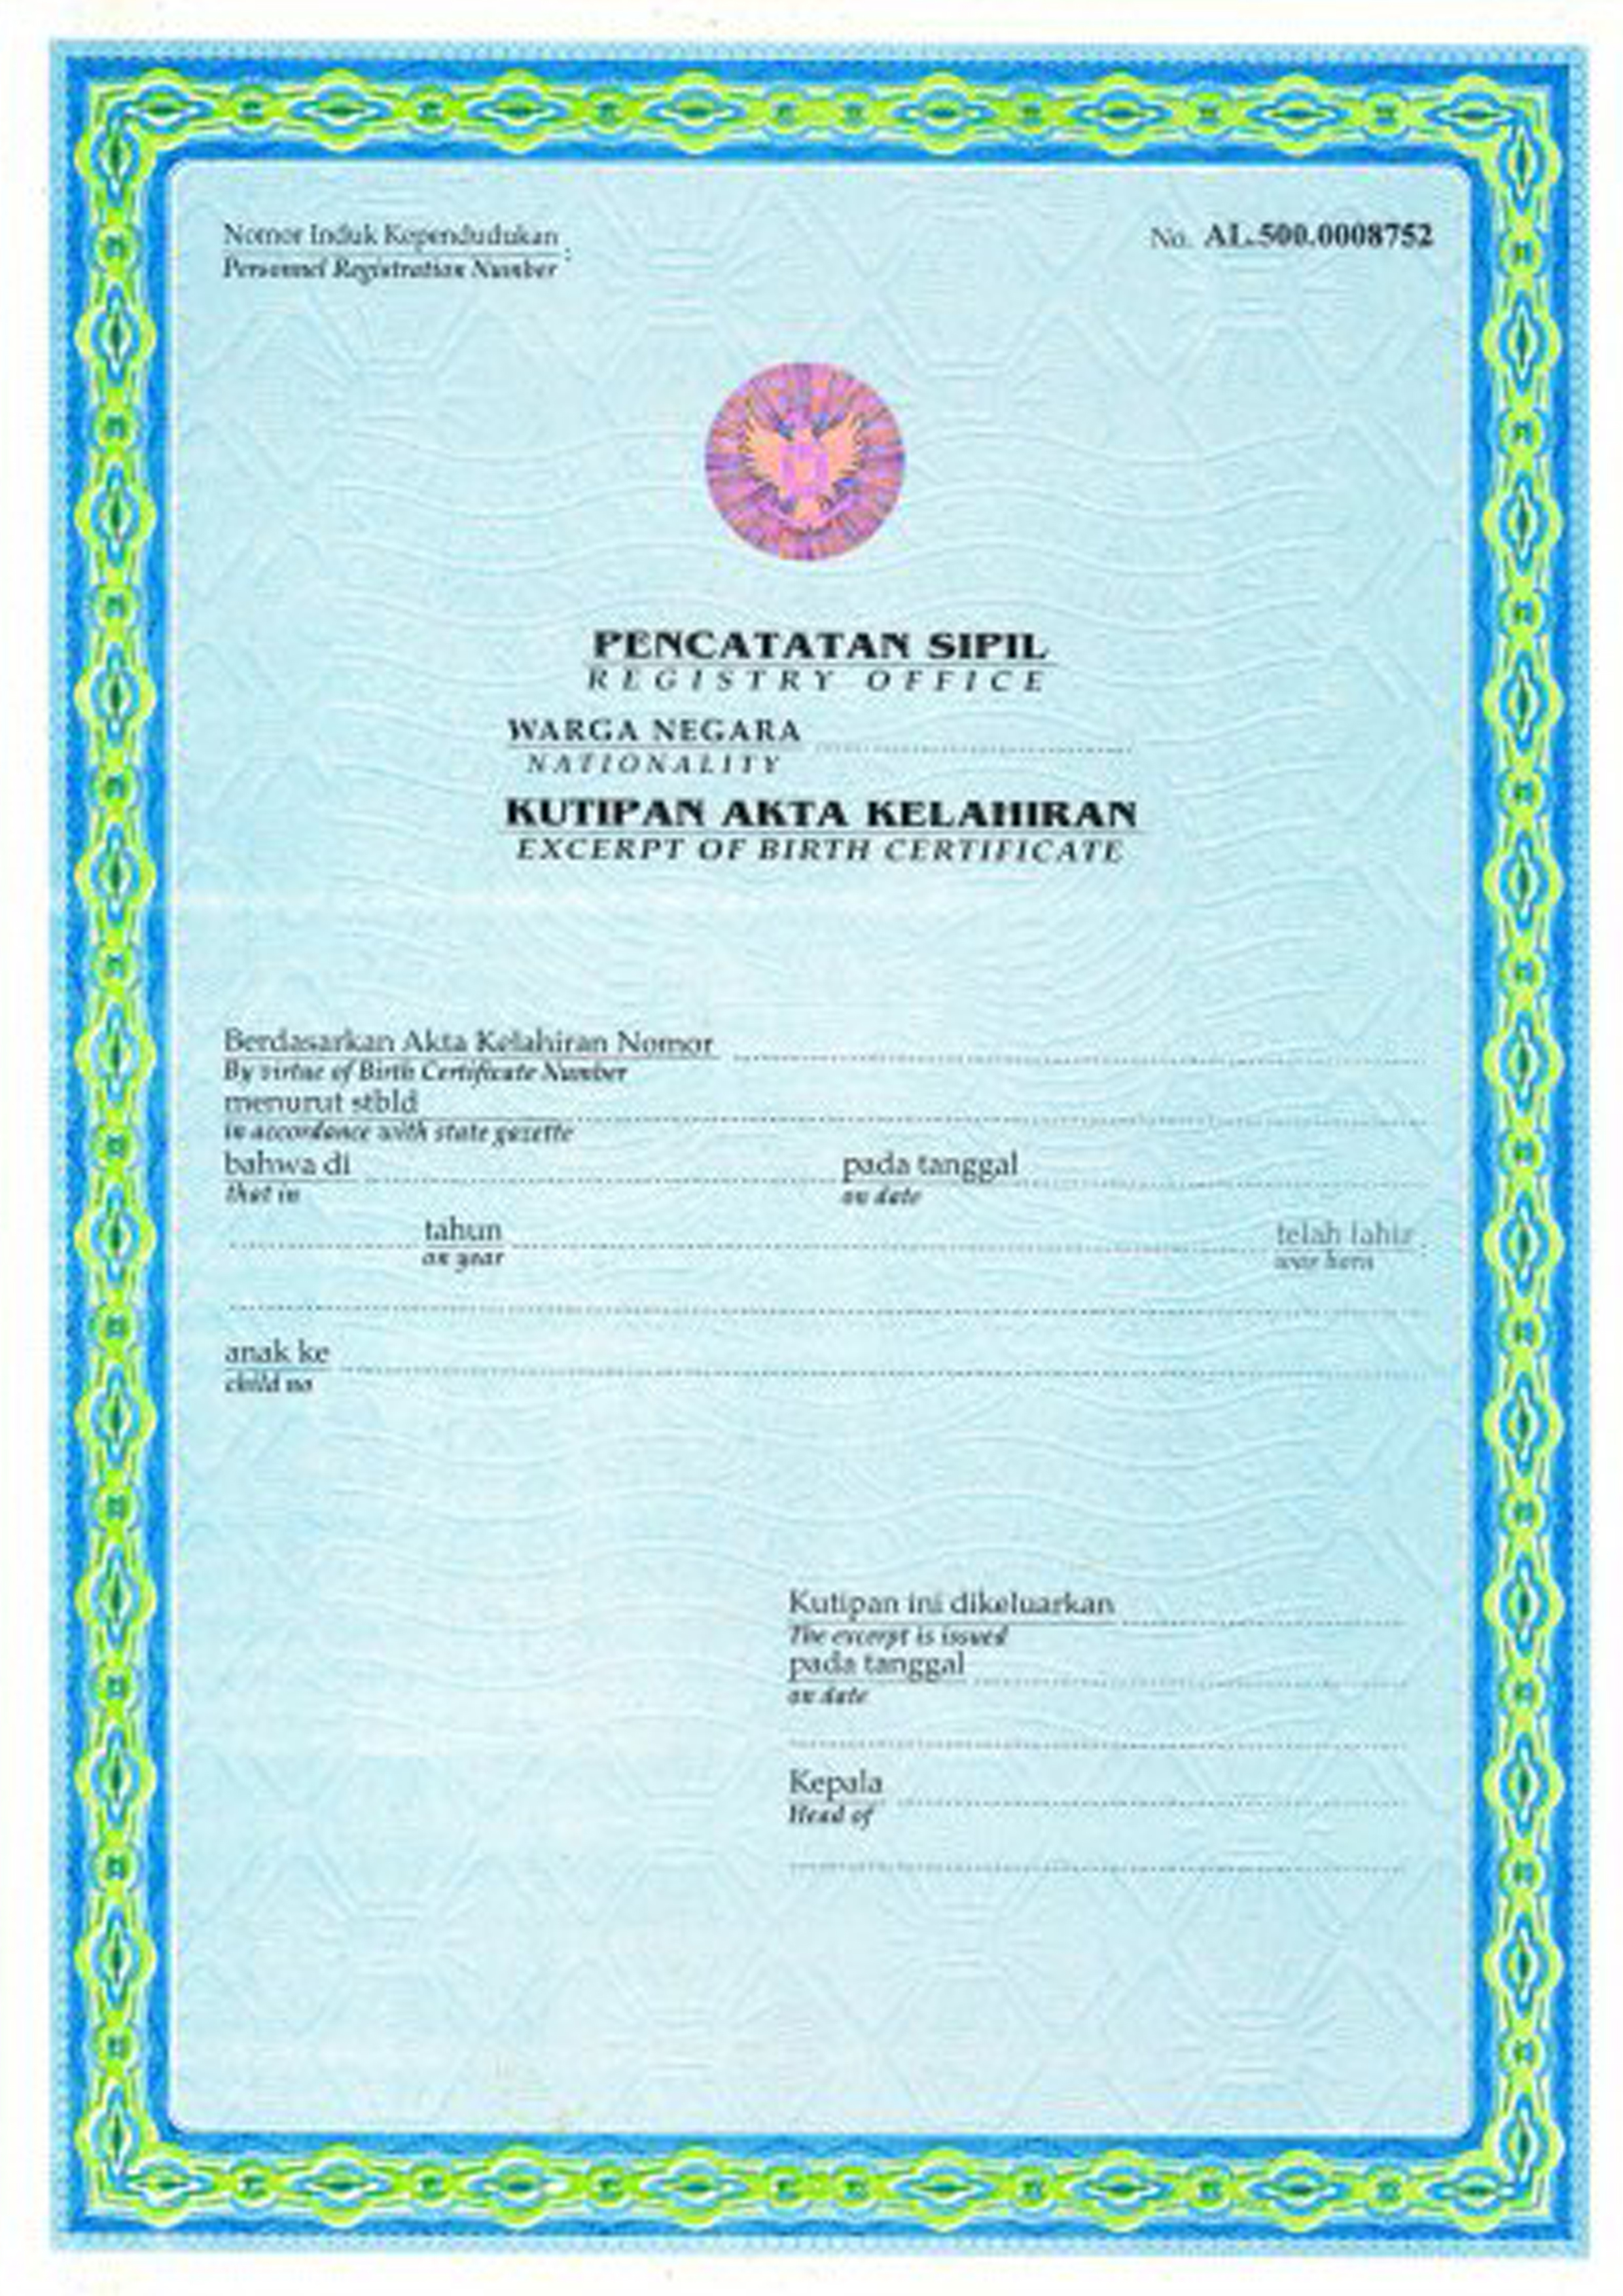 Nomor Induk Kependudukan :
Personnel Registration Number
No. AL.500.0008752
PENCATATAN SIPIL
REGISTRY OFFICE
WARGA NEGARA
NATIONALITY
KUTIPAN AKTA KELAHIRAN
EXCERPT OF BIRTH CERTIFICATE
Berdasarkan Akta Kelahiran Nomor
By virtue of Birth Certificate Number
menurut stbld
in accordance with state gazette
bahwa di pada tanggal
that in on date
tahun telah lahir :
on year was born
anak ke
child no
Kutipan ini dikeluarkan
The excerpt is issued
pada tanggal
on date
Kepala
Head of